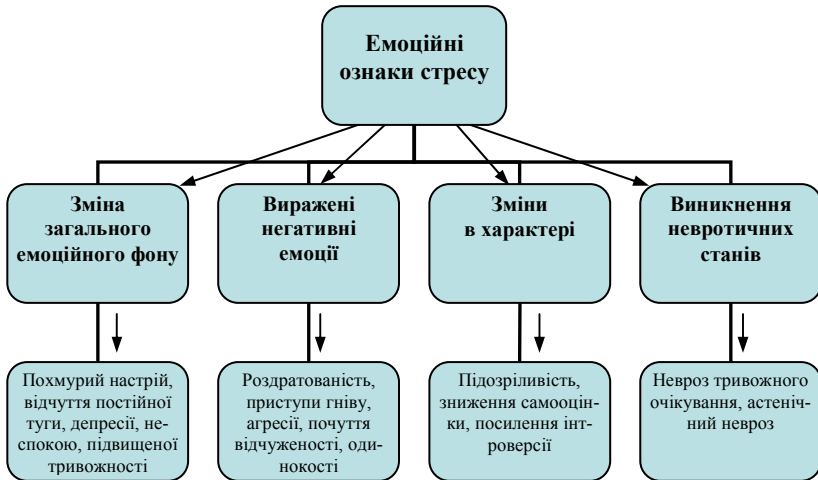 Емоційні
ознаки стресу
Зміна
загального
емоційного фону
Виражені
негативні
емоції
Зміни
в характері
Виникнення
невротичних
станів
Похмурий настрій,
відчуття постійної
туги, депресії, не-
спокою, підвищеної
тривожності
Роздратованість,
приступи гніву,
агресії, почуття
відчуженості, оди-
нокості
Підозріливість,
зниження самооцін-
ки, посилення інт-
роверсії
Невроз тривожного
очікування, астеніч-
ний невроз